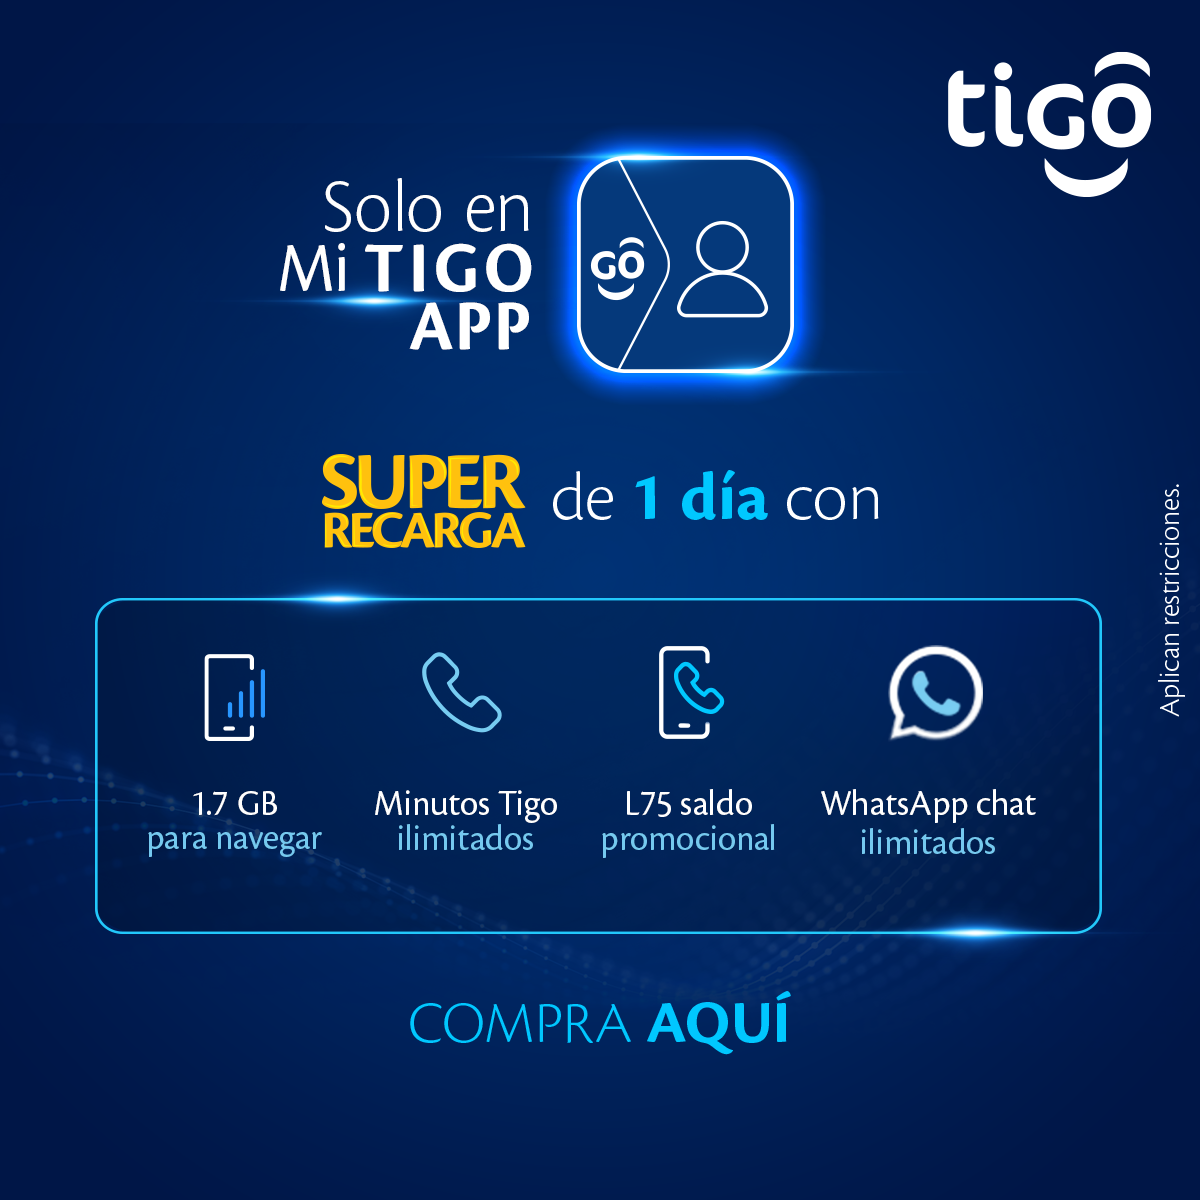 tigo
Solo en
Mi TIGO
APP
GO
SUPER
RECARGA
de 1 día con
1.7 GB
para navegar
Minutos Tigo
ilimitados
L75 saldo
promocional
WhatsApp chat
ilimitados
COMPRA AQUÍ
Aplican restricciones.